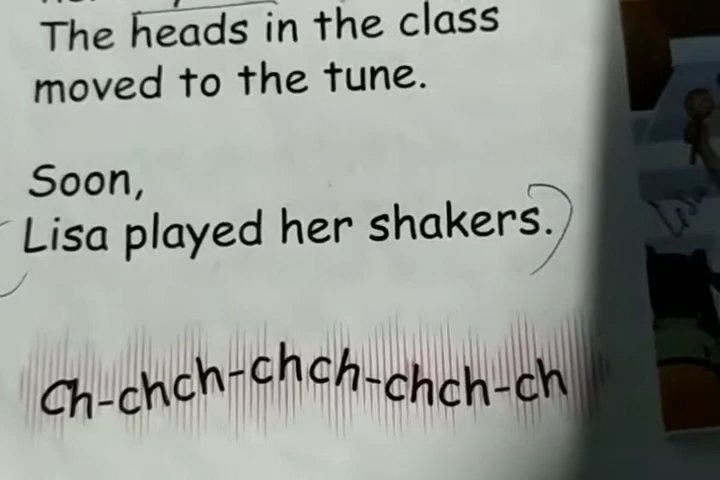 The heads in the class
moved to the tune.
Soon,
Lisa played her shakers.
Ch-chch-chch-chch-ch